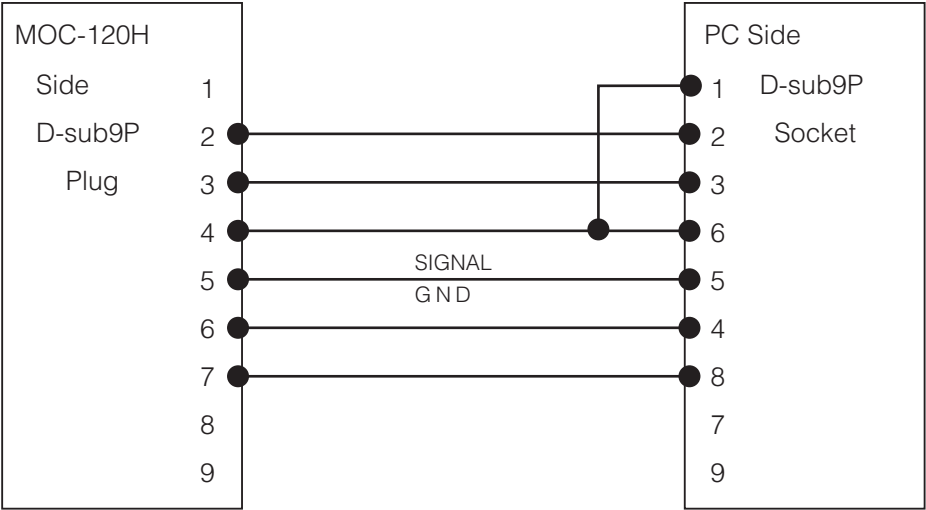 MOC-120H PC Side
Side 1 1 D-sub9P
D-sub9P 2 2 Socket
Plug 3 3
4 6
SIGNAL
5 5
GND
6 4
7 8
8 7
9 9